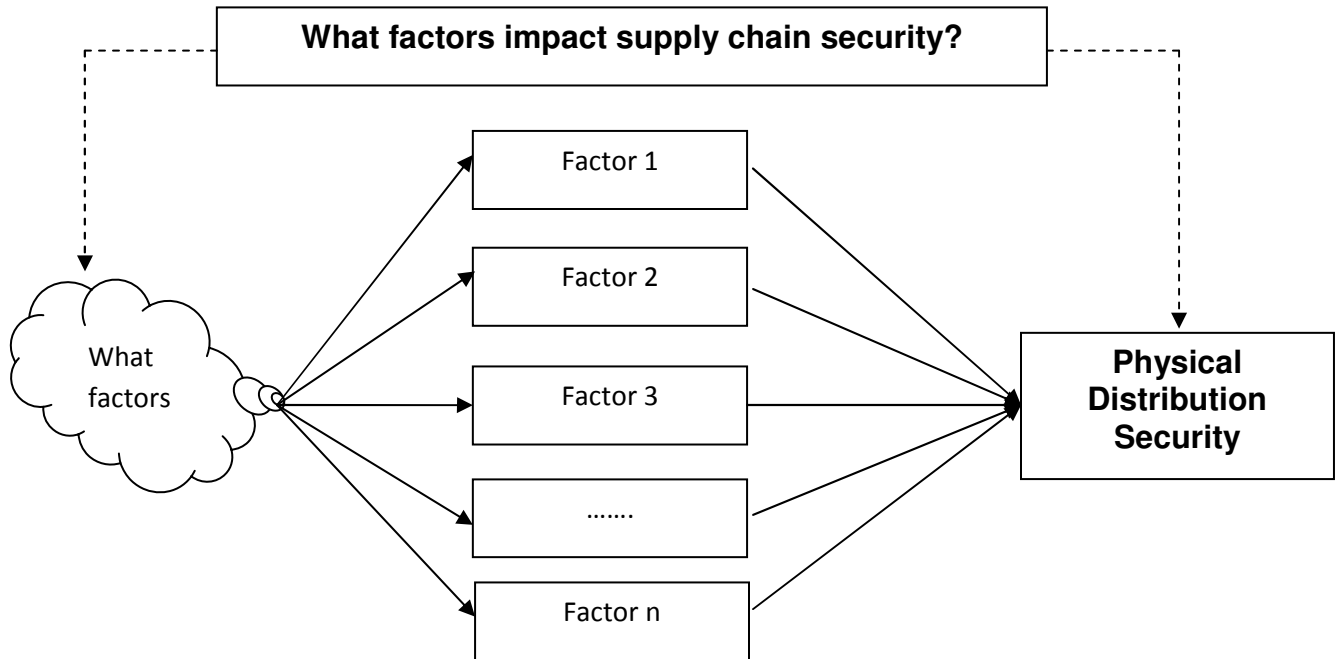 What factors impact supply chain security?
Factor 1
Factor 2
What
factors
Factor 3
…….
Factor n
Physical
Distribution
Security